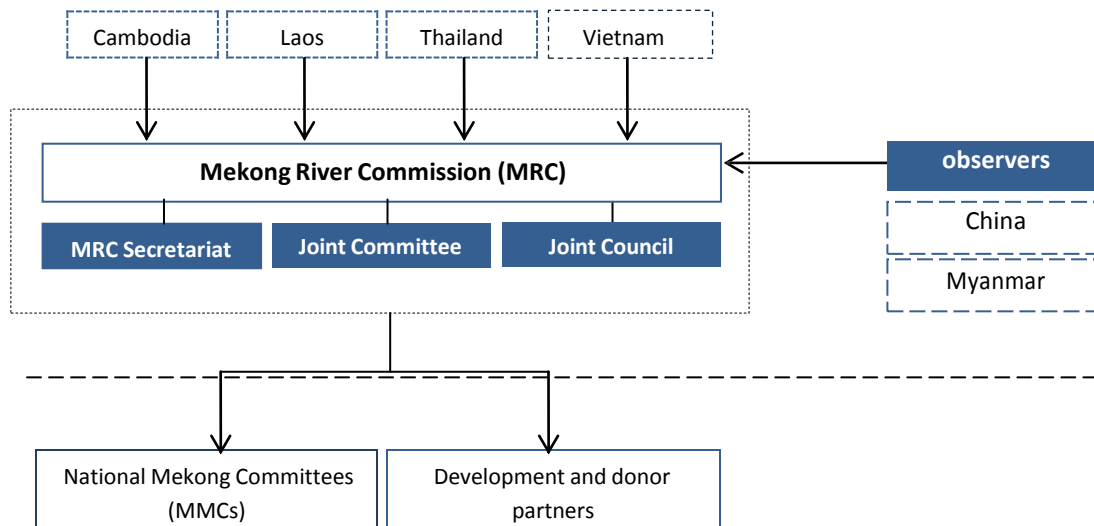 Cambodia
Laos
Thailand
Vietnam
Mekong River Commission (MRC)
observers
MRC Secretariat
Joint Committee
Joint Council
China
Myanmar
National Mekong Committees
(MMCs)
Development and donor
partners